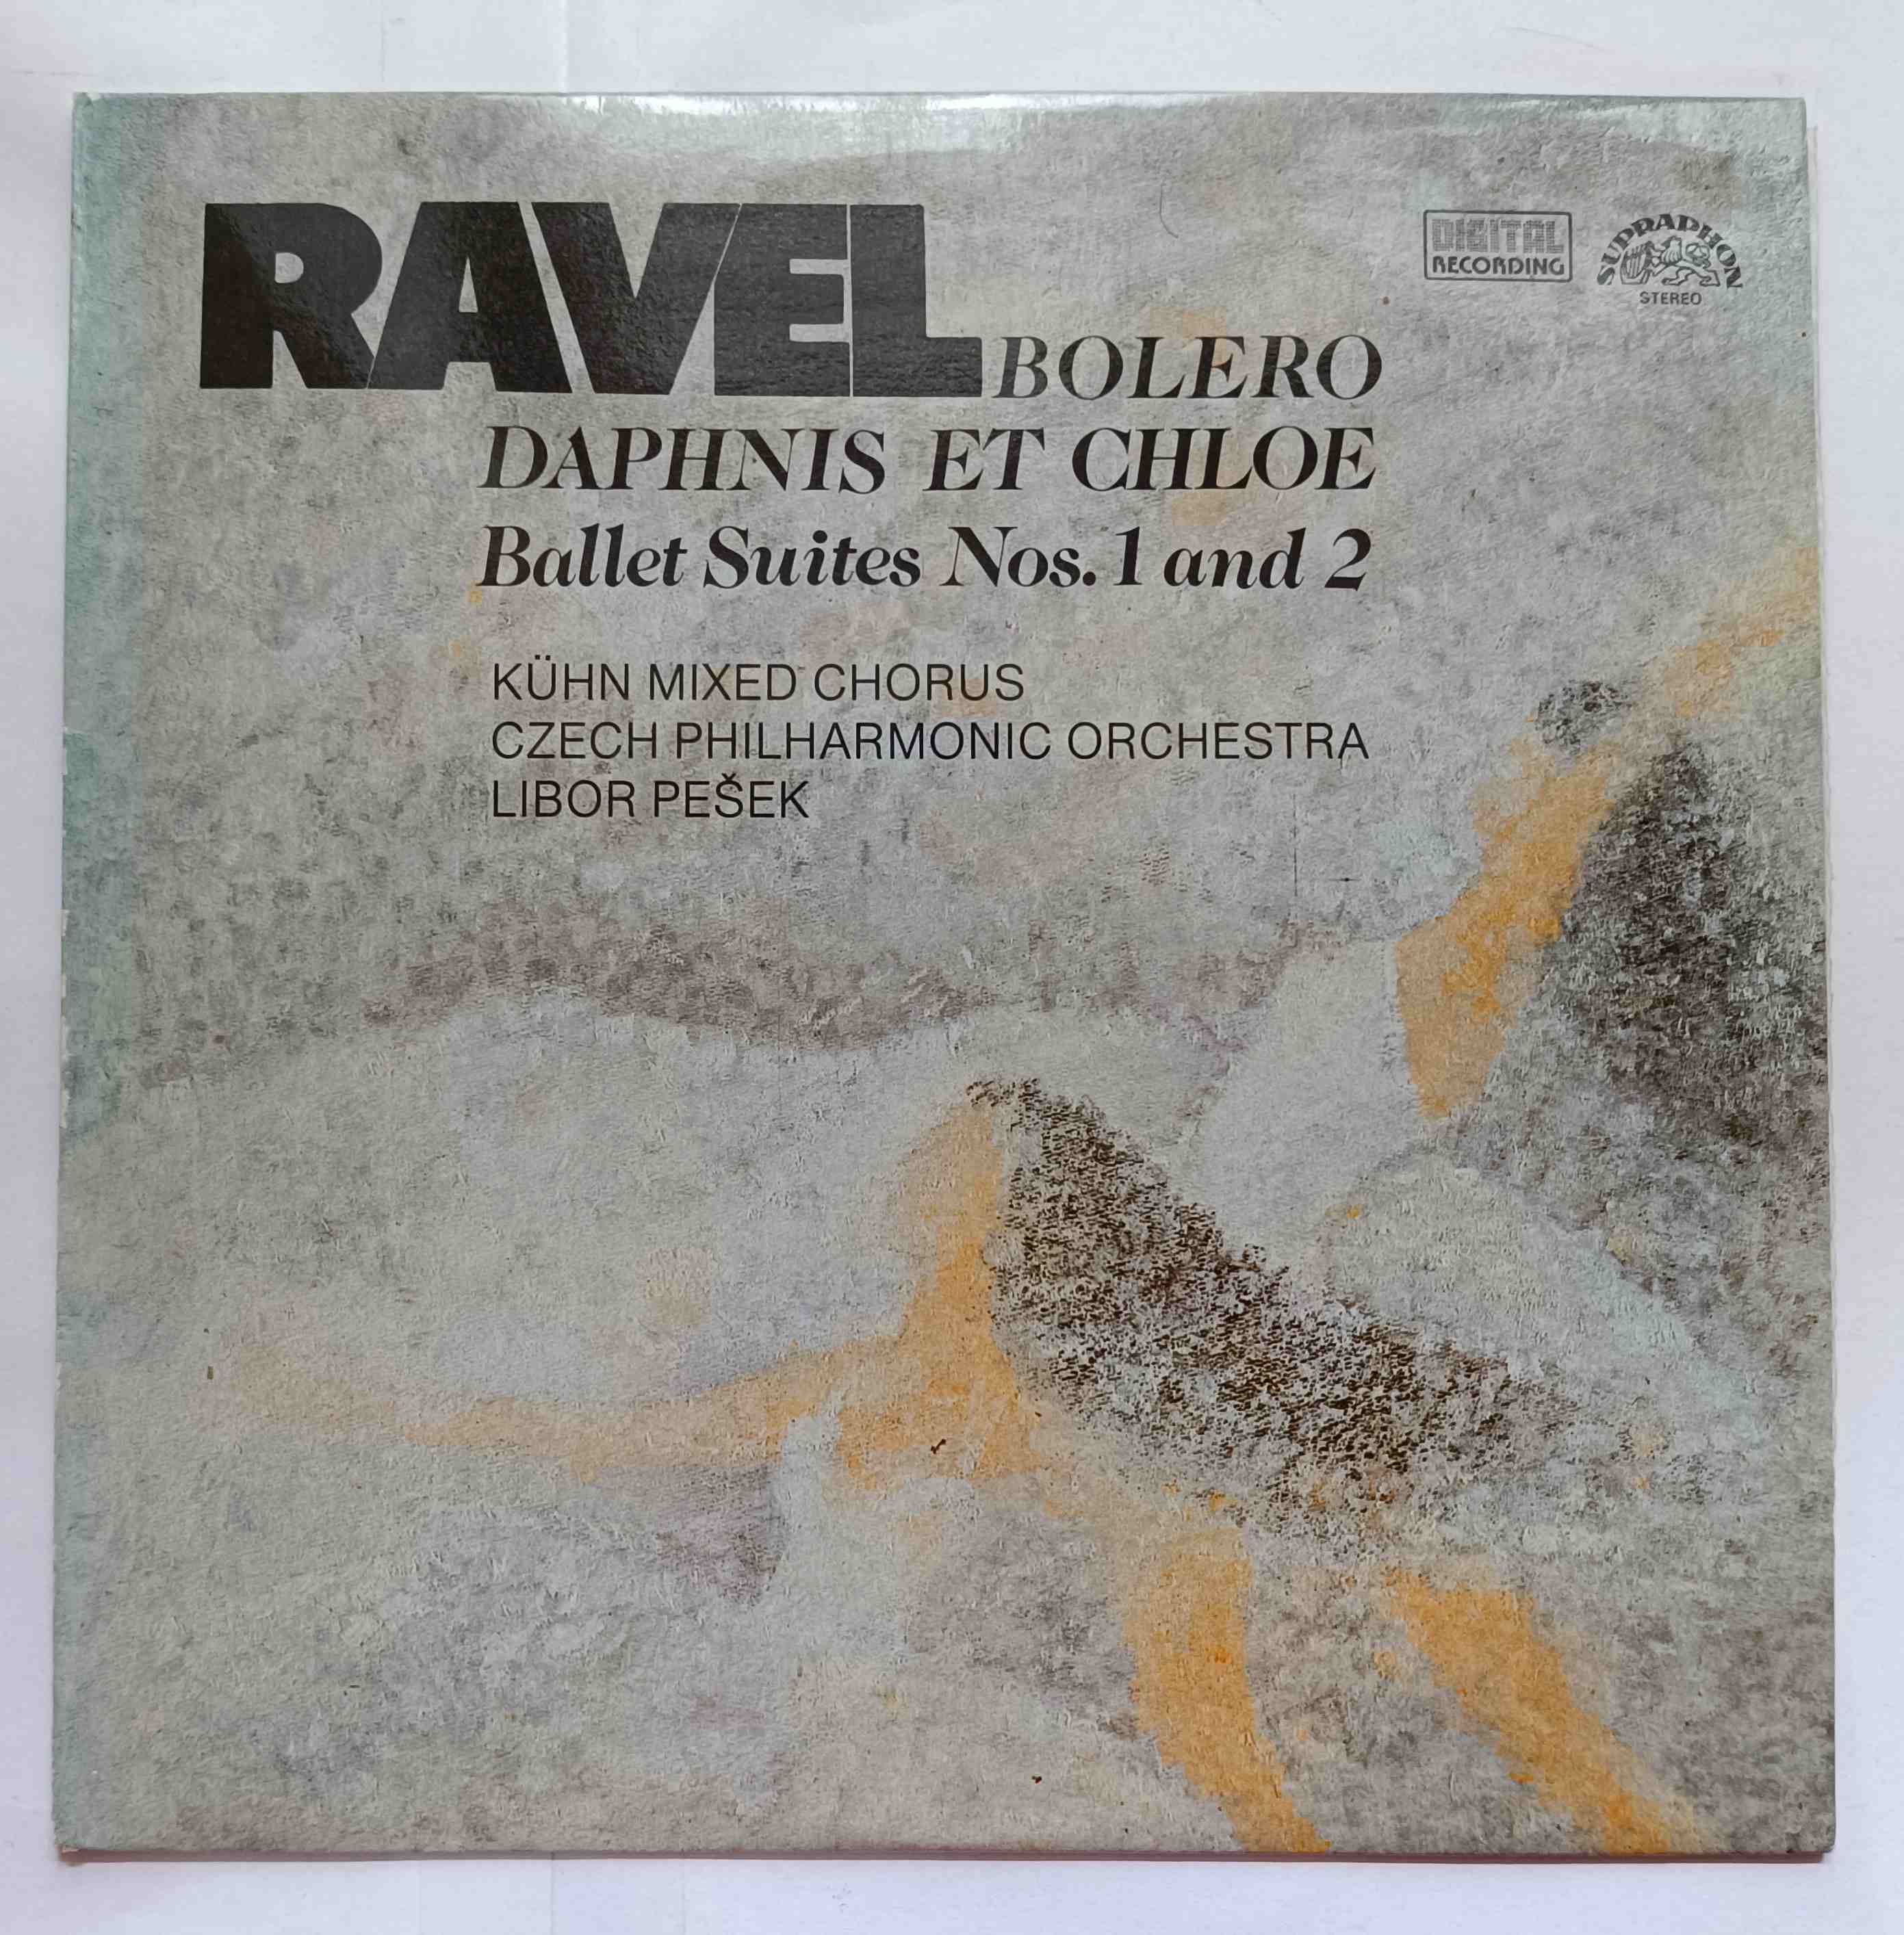 RAVEL BOLERO
DAPHNIS ET CHLOE
Ballet Suites Nos. 1 and 2
KÜHN MIXED CHORUS
CZECH PHILHARMONIC ORCHESTRA
LIBOR PEŠEK
DIGITAL
RECORDING
SUPRAPHON
STEREO